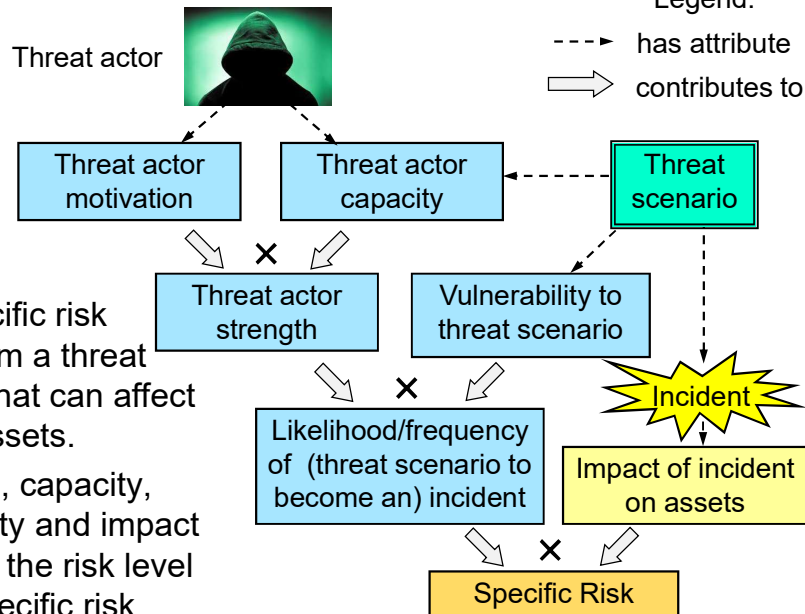 Legend:
Threat actor
has attribute
contributes to
Threat actor
motivation
Threat actor
capacity
Threat
scenario
×
Threat actor
strength
Vulnerability to
threat scenario
cific risk
m a threat
hat can affect
ssets.
×
Incident
Likelihood/frequency
of (threat scenario to
become an) incident
Impact of incident
on assets
, capacity,
ty and impact
the risk level
ecific risk
×
Specific Risk